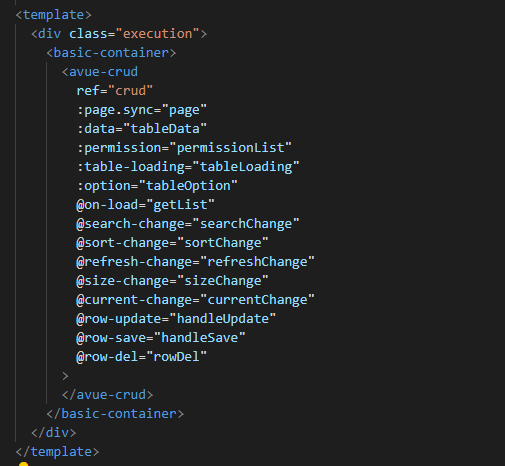 <template>
<div class="execution">
<basic-container>
<avue-crud
ref="crud"
:page.sync="page"
:data="tableData"
:permission="permissionList"
:table-loading="tableLoading"
:option="tableOption"
@on-load="getList"
@search-change="searchChange"
@sort-change="sortChange"
@refresh-change="refreshChange"
@size-change="sizeChange"
@current-change="currentChange"
@row-update="handleUpdate"
@row-save="handleSave"
@row-del="rowDel"
>
</avue-crud>
</basic-container>
</div>
</template>